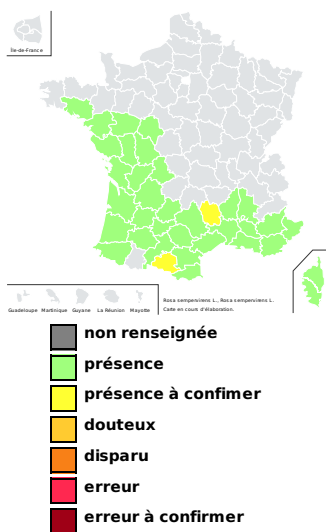 Île-de-France
Rosa sempervirens L., Rosa sempervirens L.
Carte en cours d'élaboration.
Guadeloupe Martinique Guyane La Réunion Mayotte
non renseignée
présence
présence à confimer
douteux
disparu
erreur
erreur à confirmer